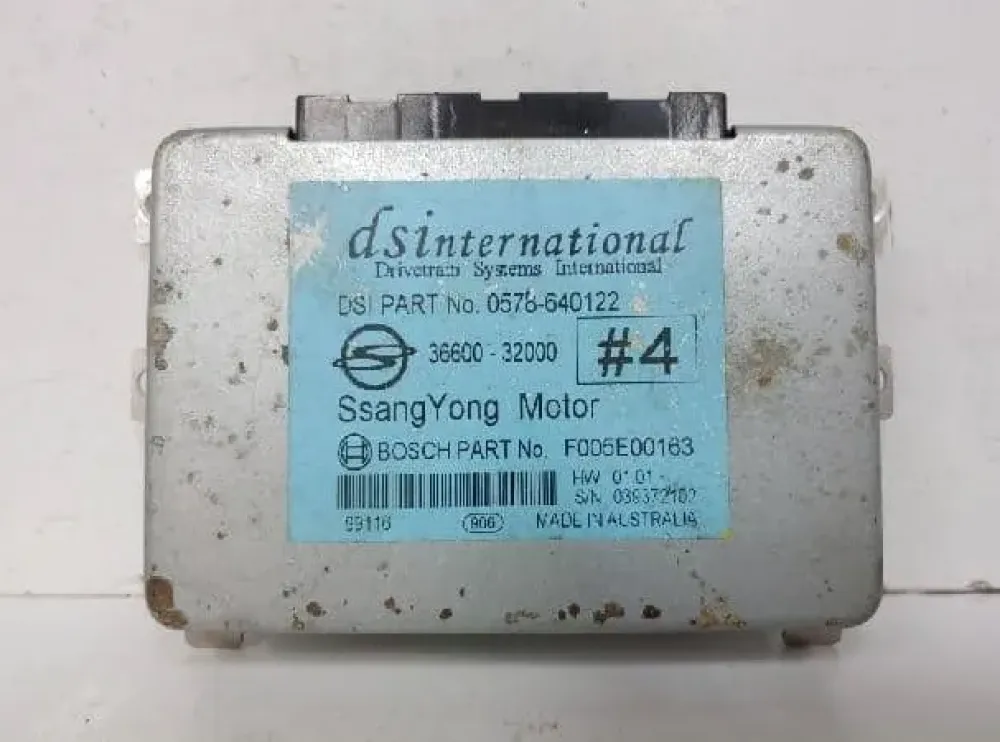 dsinternational
Drivetrain Systems International
DSI PART No. 0578-640122
36600 - 32000 #4
SsangYong Motor
BOSCH PART No. F005E00163
HW 01.01
S/N
99116 906 MADE IN AUSTRALIA